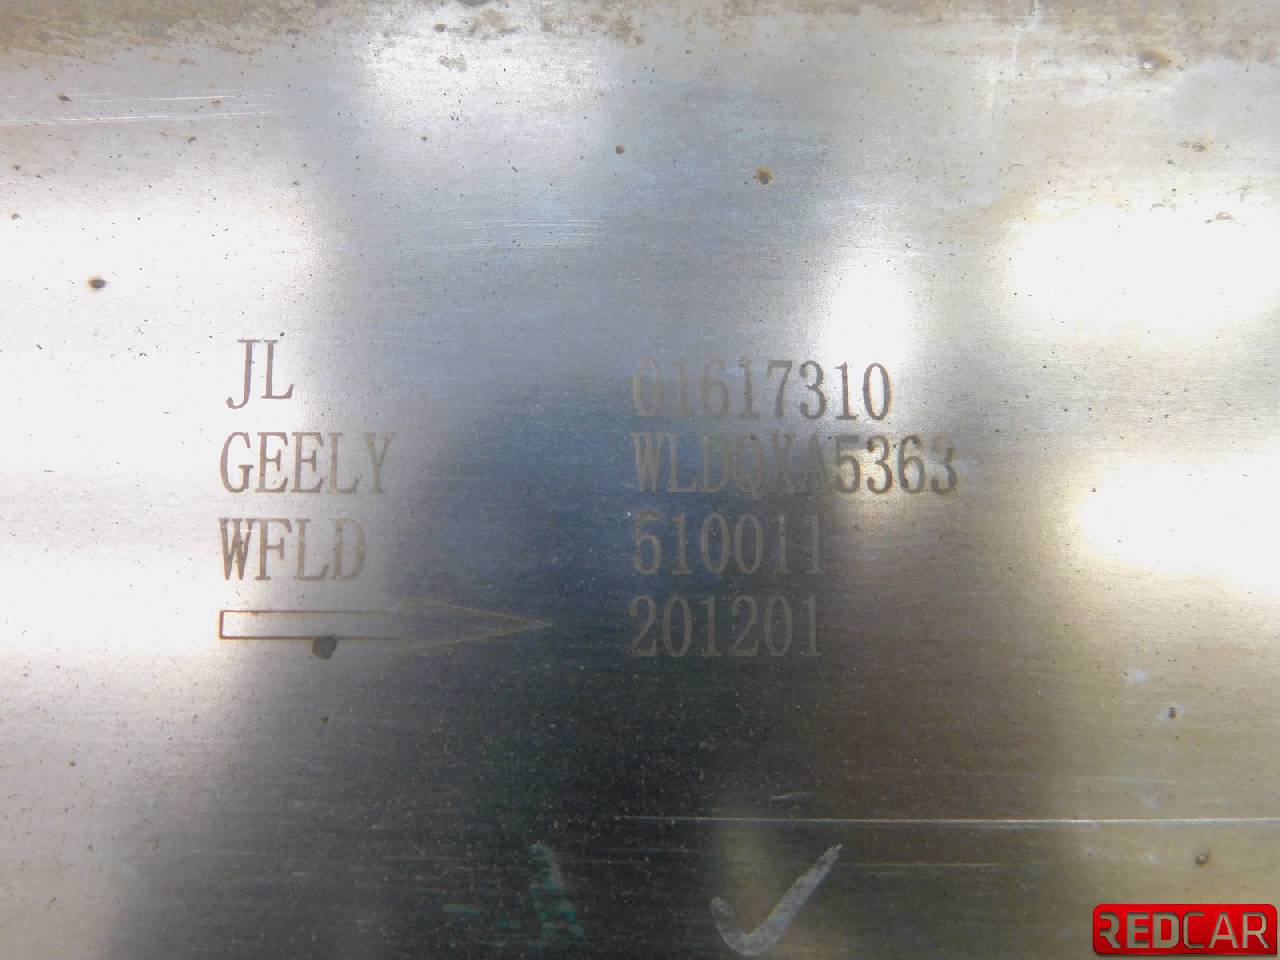 JL 01617310
GEELY WLDQXA5363
WFLD 510011
201201
REDCAR